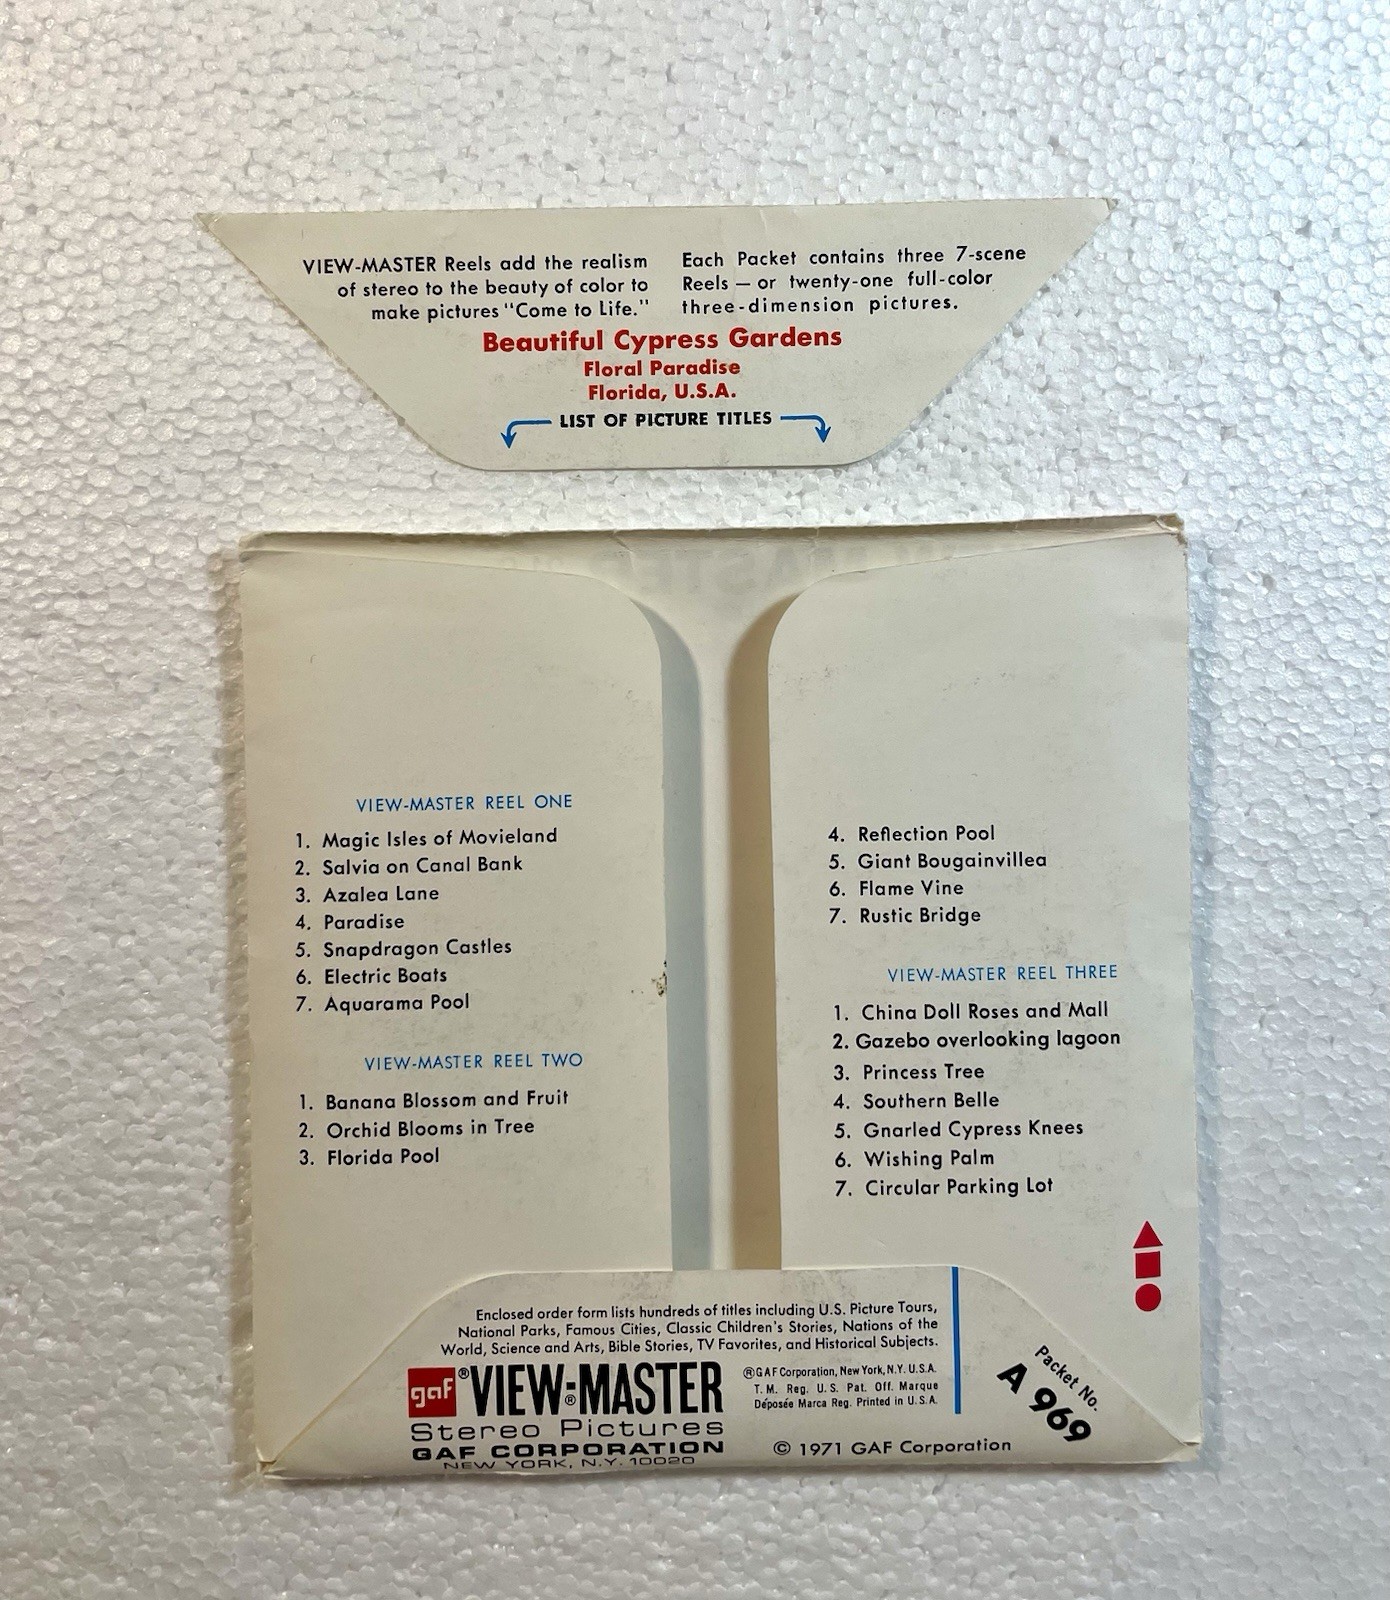 VIEW-MASTER Reels add the realism
of stereo to the beauty of color to
make pictures "Come to Life."
Each Packet contains three 7-scene
Reels — or twenty-one full-color
three-dimension pictures.
Beautiful Cypress Gardens
Floral Paradise
Florida, U.S.A.
LIST OF PICTURE TITLES
VIEW-MASTER REEL ONE
1. Magic Isles of Movieland
2. Salvia on Canal Bank
3. Azalea Lane
4. Paradise
5. Snapdragon Castles
6. Electric Boats
7. Aquarama Pool
VIEW-MASTER REEL TWO
1. Banana Blossom and Fruit
2. Orchid Blooms in Tree
3. Florida Pool
4. Reflection Pool
5. Giant Bougainvillea
6. Flame Vine
7. Rustic Bridge
VIEW-MASTER REEL THREE
1. China Doll Roses and Mall
2. Gazebo overlooking lagoon
3. Princess Tree
4. Southern Belle
5. Gnarled Cypress Knees
6. Wishing Palm
7. Circular Parking Lot
Enclosed order form lists hundreds of titles including U.S. Picture Tours,
National Parks, Famous Cities, Classic Children's Stories, Nations of the
World, Science and Arts, Bible Stories, TV Favorites, and Historical Subjects.
gaf ® VIEW-MASTER ®
Stereo Pictures
GAF CORPORATION
NEW YORK, N.Y. 10020
® GAF Corporation, New York, N.Y. U.S.A.
T. M. Reg. U. S. Pat. Off. Marque
Déposée Marca Reg. Printed in U.S.A.
© 1971 GAF Corporation
Packet No.
A 969